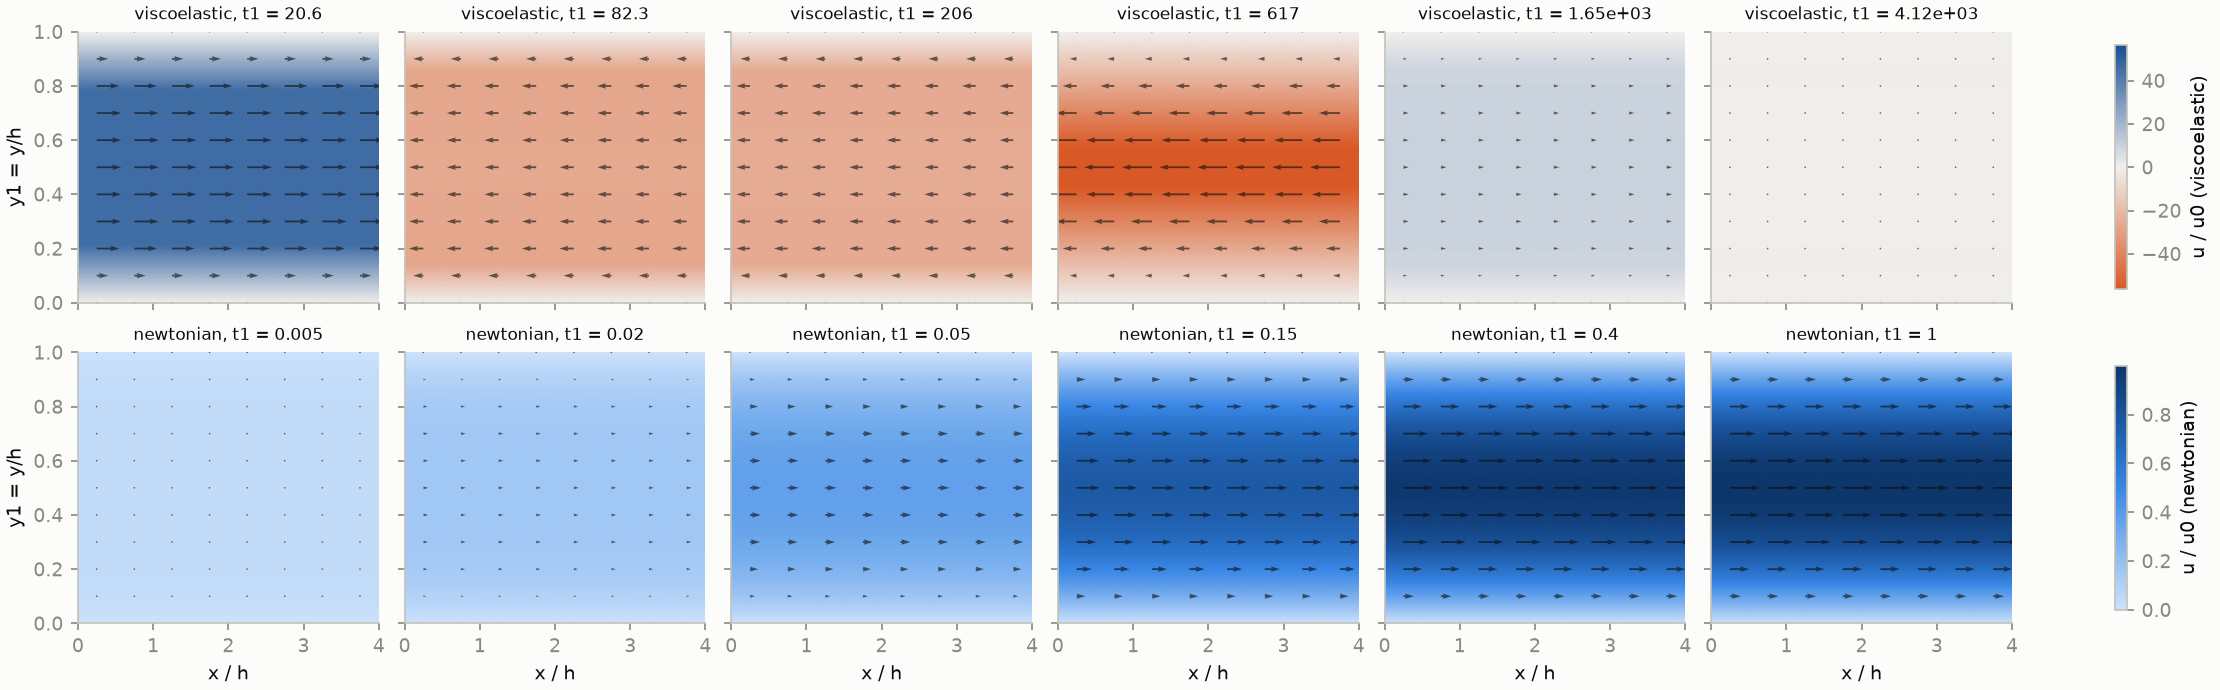 viscoelastic, t1 = 20.6
viscoelastic, t1 = 82.3
viscoelastic, t1 = 206
viscoelastic, t1 = 617
viscoelastic, t1 = 1.65e+03
viscoelastic, t1 = 4.12e+03
1.0
0.8
0.6
0.4
0.2
0.0
y1 = y/h
40
20
0
−20
−40
u / u0 (viscoelastic)
newtonian, t1 = 0.005
newtonian, t1 = 0.02
newtonian, t1 = 0.05
newtonian, t1 = 0.15
newtonian, t1 = 0.4
newtonian, t1 = 1
1.0
0.8
0.6
0.4
0.2
0.0
y1 = y/h
0.8
0.6
0.4
0.2
0.0
u / u0 (newtonian)
0 1 2 3 4
0 1 2 3 4
0 1 2 3 4
0 1 2 3 4
0 1 2 3 4
0 1 2 3 4
x / h
x / h
x / h
x / h
x / h
x / h